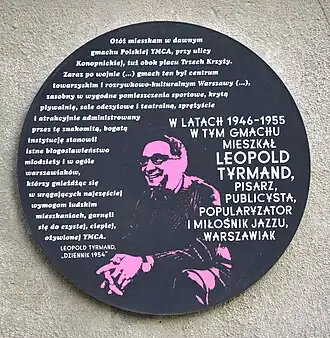 Otóż mieszkam w dawnym
gmachu Polskiej YMCA, przy ulicy
Konopnickiej, tuż obok placu Trzech Krzyży.
Zaraz po wojnie (...) gmach ten był centrum
towarzyskim i rozrywkowo-kulturalnym Warszawy (...),
zasobny w wygodne pomieszczenia sportowe, krytą
pływalnię, sale odczytowe i teatralną, sprężyście
i atrakcyjnie administrowany
przez tę znakomitą, bogatą
instytucję stanowił
istne błogosławieństwo
młodzieży i w ogóle
warszawiaków,
którzy gnieżdżąc się
w urągających najczęściej
wymogom ludzkim
mieszkaniach, garnęli
się do czystej, ciepłej,
ożywionej YMCA.
LEOPOLD TYRMAND,
„DZIENNIK 1954”
W LATACH 1946-1955
W TYM GMACHU
MIESZKAŁ
LEOPOLD
TYRMAND,
PISARZ,
PUBLICYSTA,
POPULARYZATOR
I MIŁOŚNIK JAZZU,
WARSZAWIAK